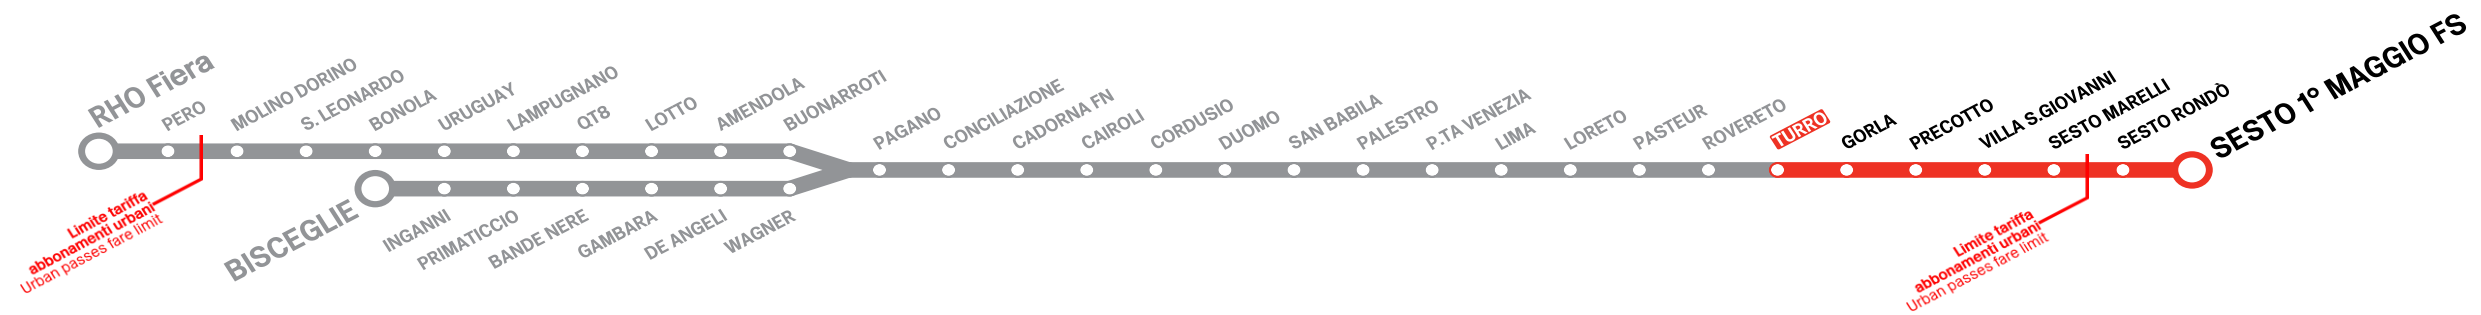 RHO Fiera
PERO
MOLINO DORINO
S. LEONARDO
BONOLA
URUGUAY
LAMPUGNANO
QT8
LOTTO
AMENDOLA
BUONARROTI
PAGANO
CONCILIAZIONE
CADORNA FN
CAIROLI
CORDUSIO
DUOMO
SAN BABILA
PALESTRO
P.TA VENEZIA
LIMA
LORETO
PASTEUR
ROVERETO
TURRO
GORLA
PRECOTTO
VILLA S.GIOVANNI
SESTO MARELLI
SESTO RONDÒ
SESTO 1° MAGGIO FS
Limite tariffa
abbonamenti urbani
Urban passes fare limit
BISCEGLIE
INGANNI
PRIMATICCIO
BANDE NERE
GAMBARA
DE ANGELI
WAGNER
Limite tariffa
abbonamenti urbani
Urban passes fare limit